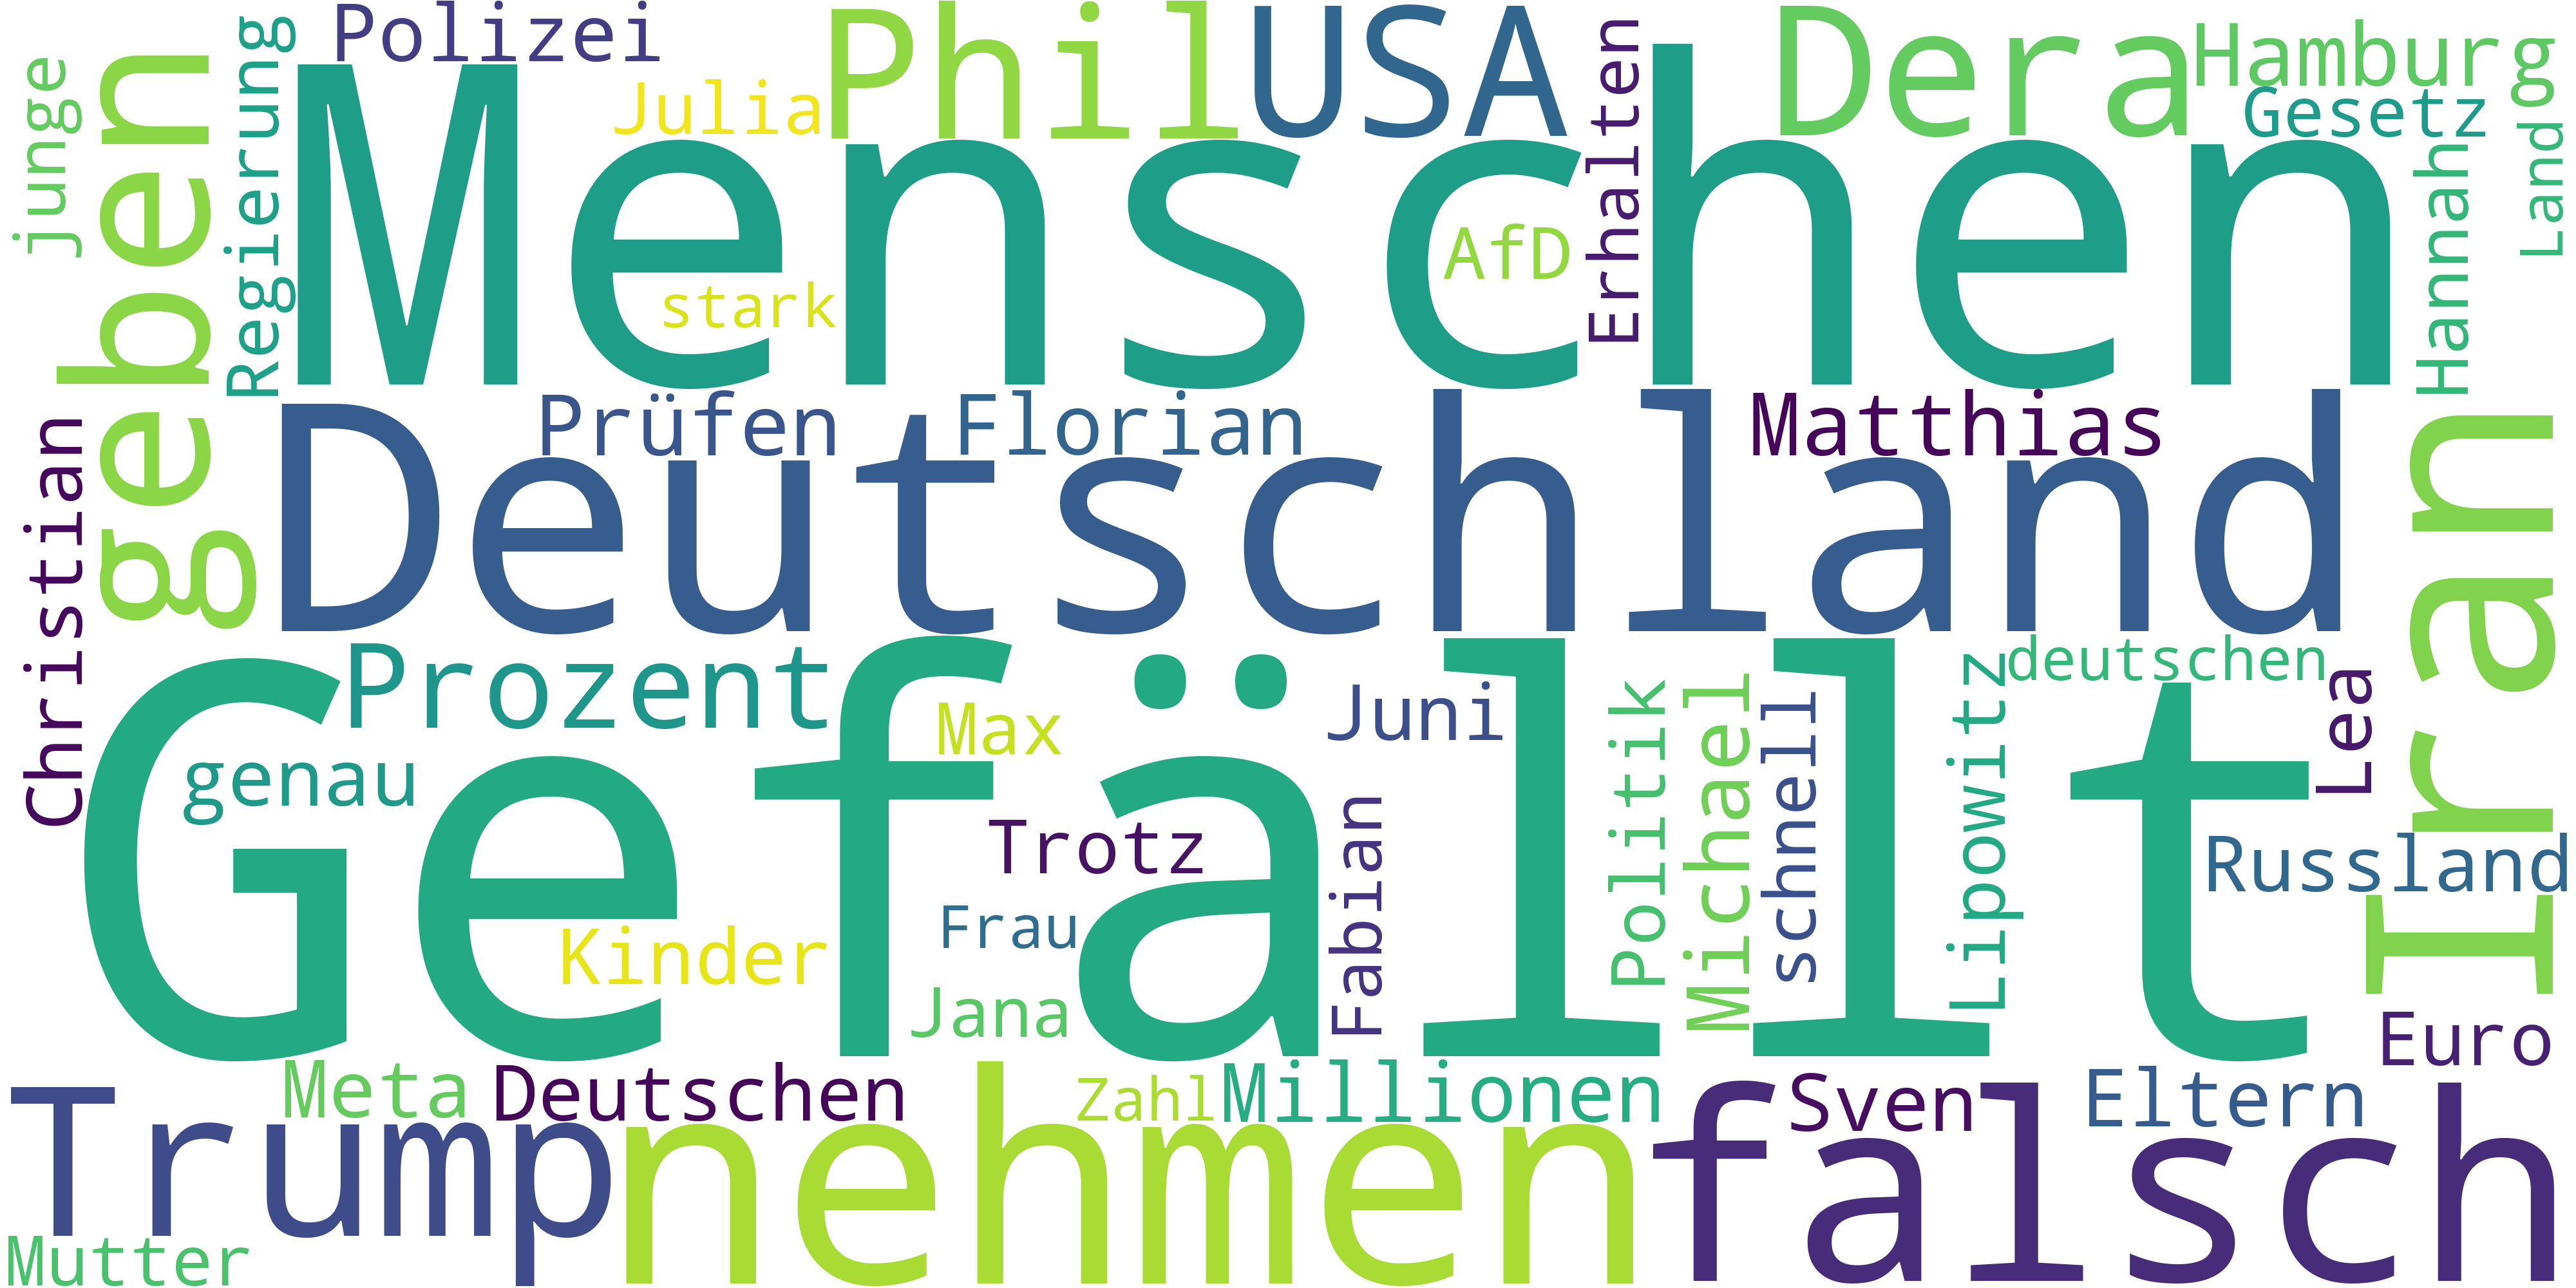 Polizei
Phil
USA
Dera
Hamburg
junge
geben
Regierung
Julia
Menschen
Erhalten
Gesetz
Hannah
Land
AfD
stark
Christian
Prüfen
Florian
Matthias
Deutschland
Iran
Prozent
Gefällt
Max
Juni
Politik
Michael
schnell
Lipowitz
deutschen
Lea
genau
Trotz
Fabian
Russland
Kinder
Frau
Jana
Euro
Meta
Deutschen
Zahl
Millionen
Sven
Eltern
Trump
nehmen
falsch
Mutter